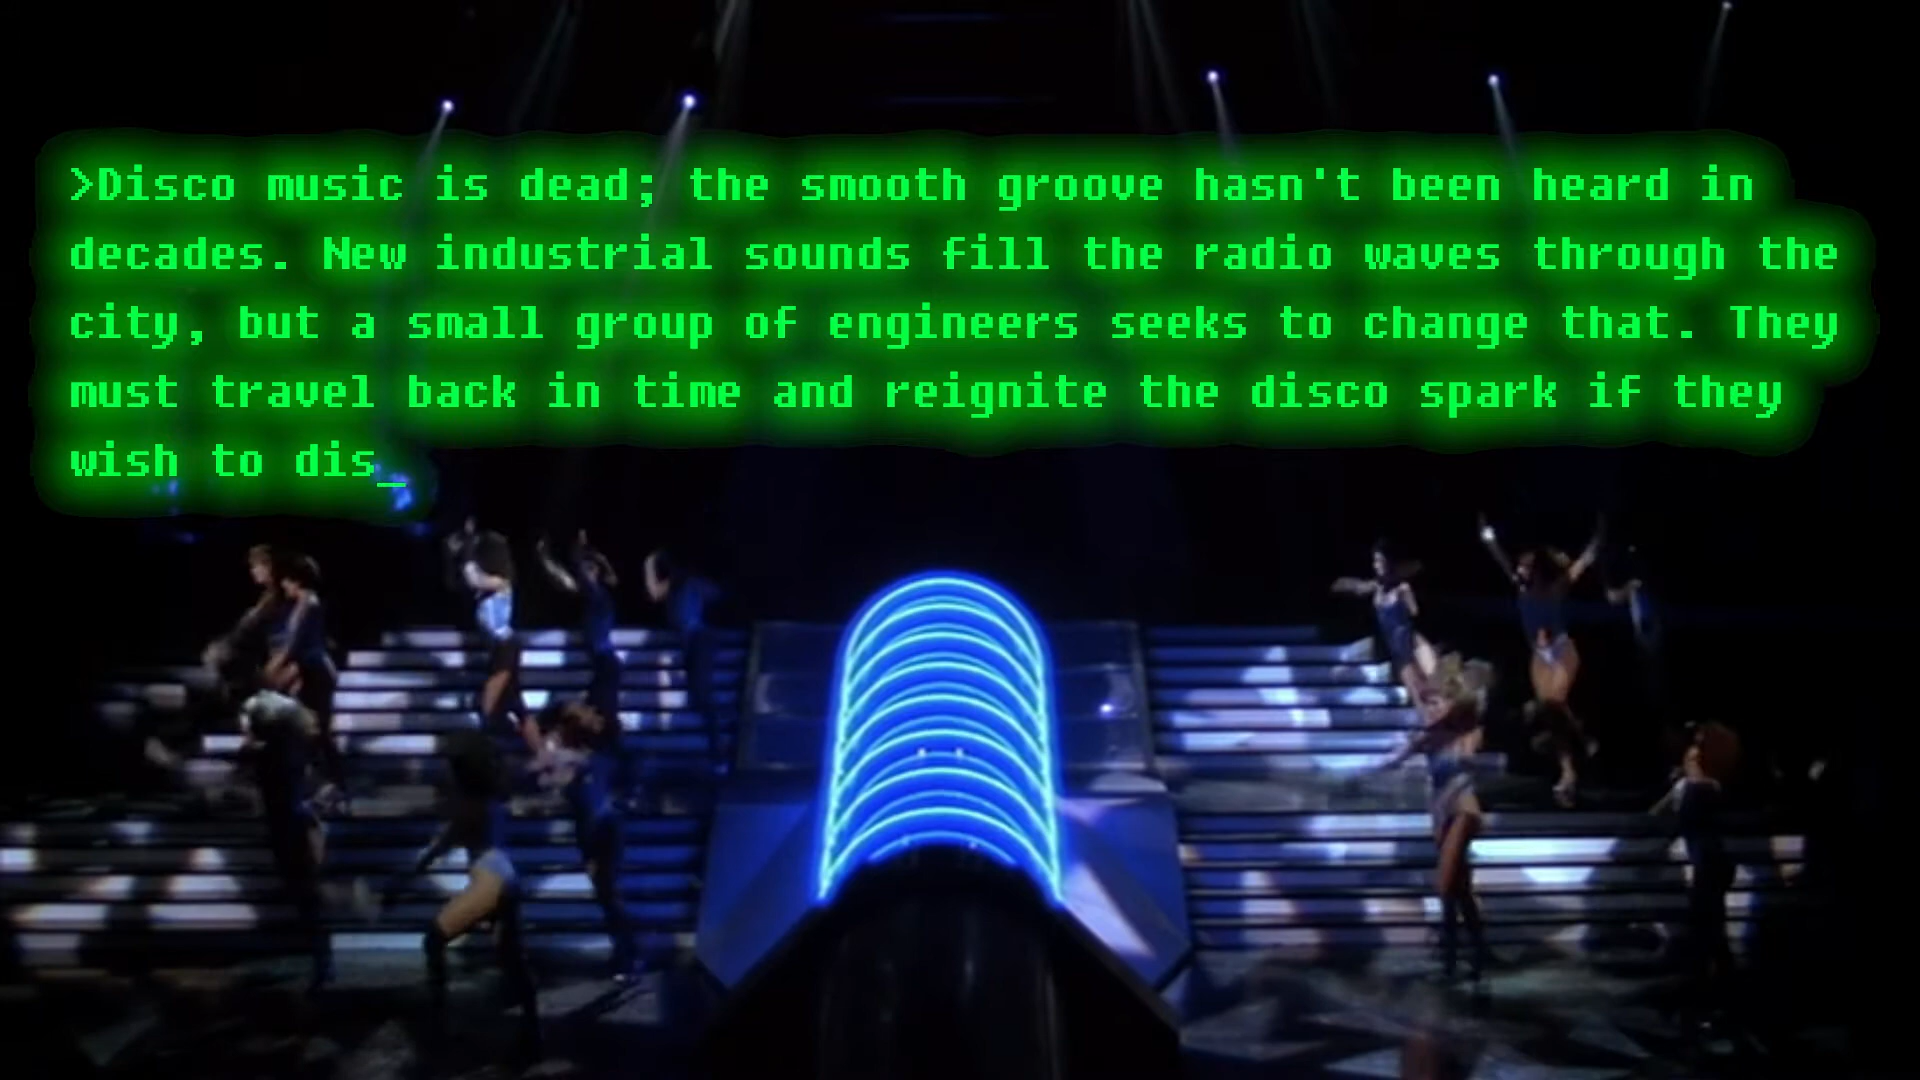 >Disco music is dead; the smooth groove hasn't been heard in
decades. New industrial sounds fill the radio waves through the
city, but a small group of engineers seeks to change that. They
must travel back in time and reignite the disco spark if they
wish to dis_